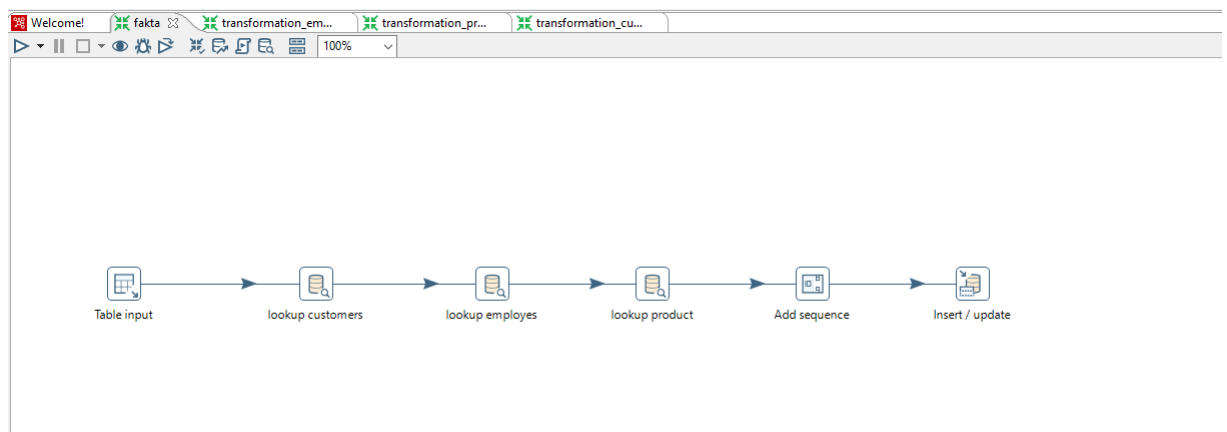 Welcome!
fakta
transformation_em...
transformation_pr...
transformation_cu...
100%
Table input
lookup customers
lookup employes
lookup product
Add sequence
Insert / update